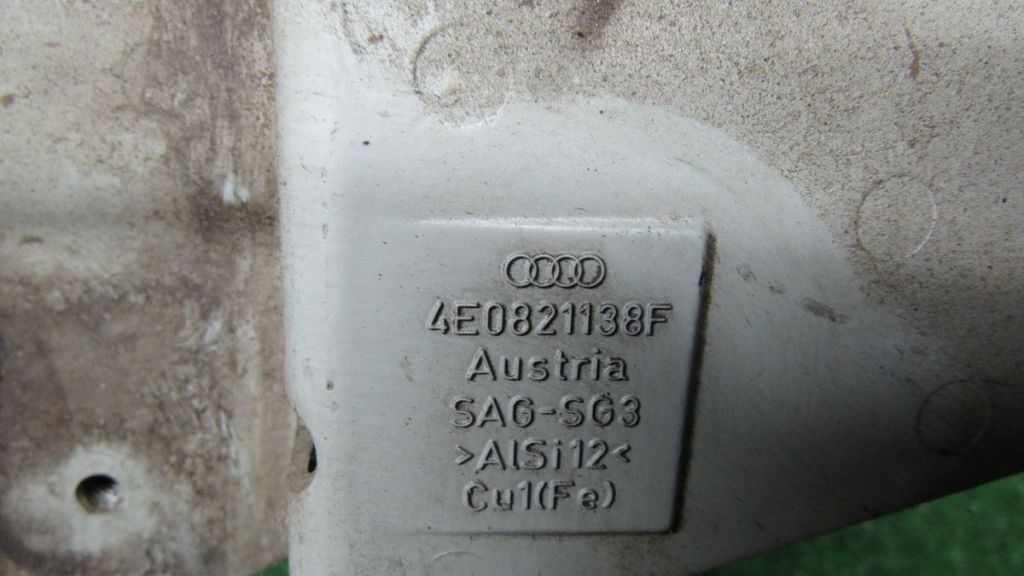 4E0821138F
Austria
SAG-SG3
>AlSi12<
Cu1(Fe)